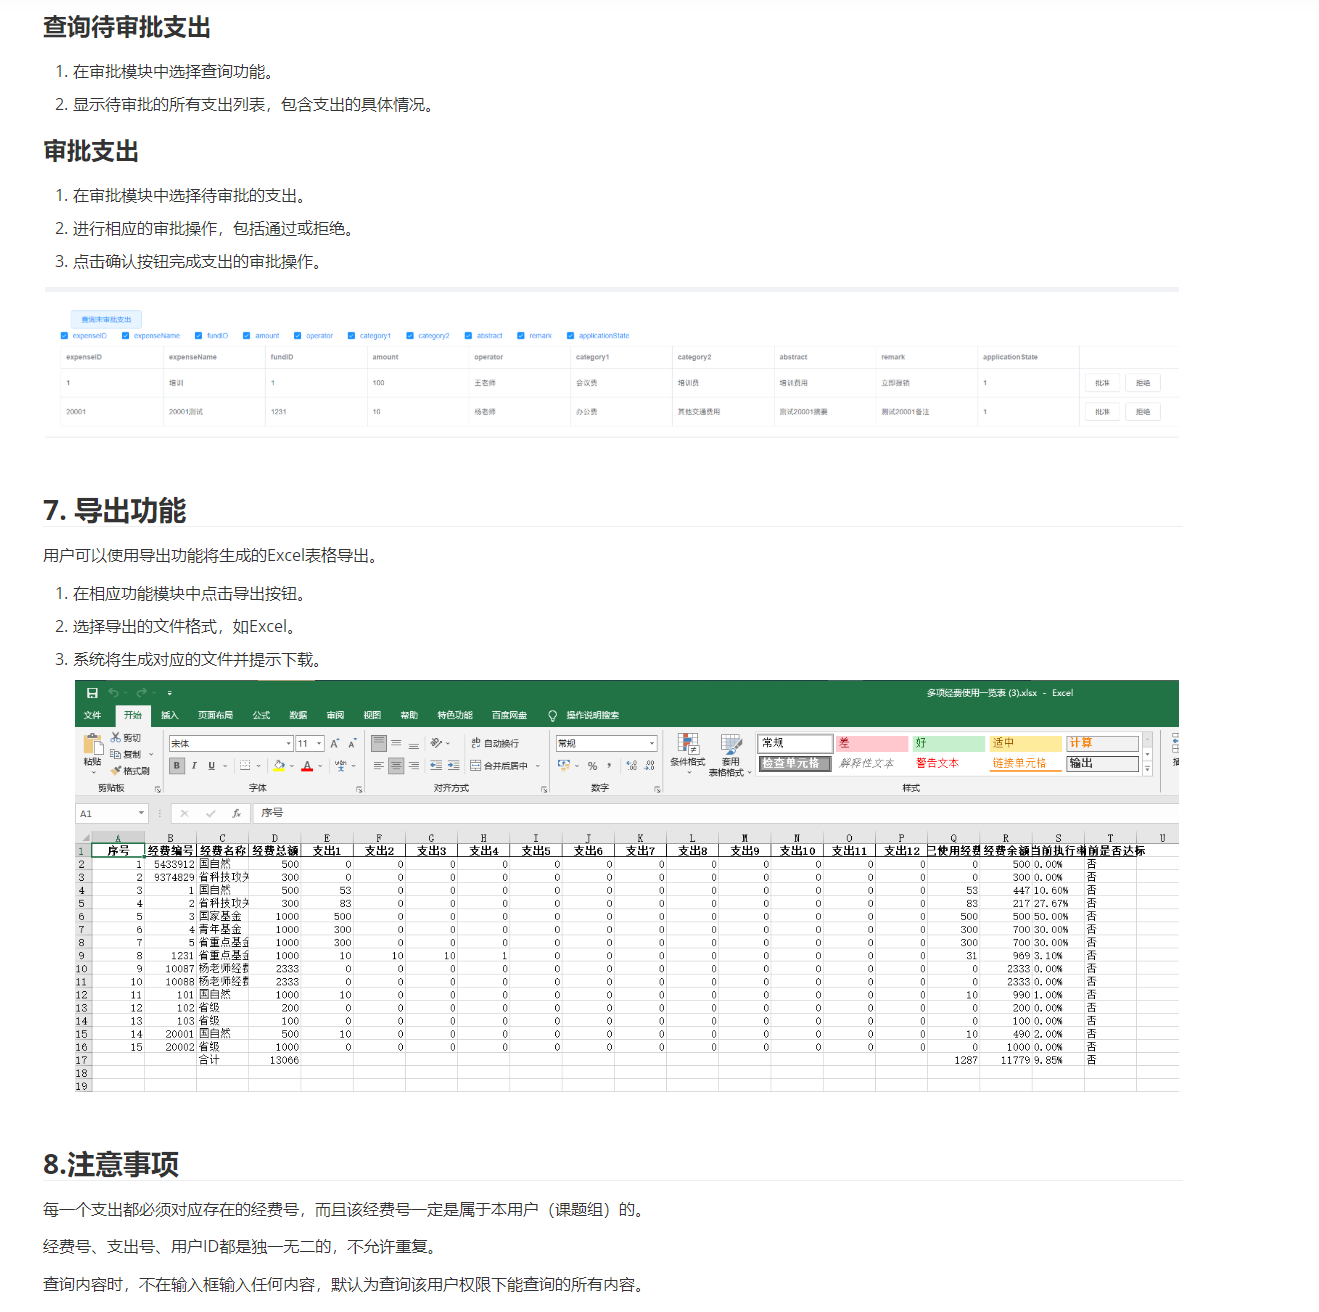 查询待审批支出
1. 在审批模块中选择查询功能。
2. 显示待审批的所有支出列表，包含支出的具体情况。
审批支出
1. 在审批模块中选择待审批的支出。
2. 进行相应的审批操作，包括通过或拒绝。
3. 点击确认按钮完成支出的审批操作。
查询未审批支出
expenseID expenseName fundID amount operator category1 category2 abstract remark applicationState
expenseID expenseName fundID amount operator category1 category2 abstract remark applicationState
1 培训 1 100 王老师 会议费 培训费 培训费用 立即报销 1 批准 拒绝
20001 20001测试 1231 10 杨老师 办公费 其他交通费用 测试20001摘要 测试20001备注 1 批准 拒绝
7. 导出功能
用户可以使用导出功能将生成的Excel表格导出。
1. 在相应功能模块中点击导出按钮。
2. 选择导出的文件格式，如Excel。
3. 系统将生成对应的文件并提示下载。
多项经费使用一览表 (3).xlsx - Excel
文件 开始 插入 页面布局 公式 数据 审阅 视图 帮助 特色功能 百度网盘 操作说明搜索
粘贴 剪切 复制 格式刷 剪贴板
宋体 11 A A B I U A 字体
自动换行 合并后居中 对齐方式
常规 % , 数字
条件格式 套用表格格式
常规 差 好 适中 计算
检查单元格 解释性文本 警告文本 链接单元格 输出
样式
A1 fx 序号
A B C D E F G H I J K L M N O P Q R S T U
1 序号 经费编号 经费名称 经费总额 支出1 支出2 支出3 支出4 支出5 支出6 支出7 支出8 支出9 支出10 支出11 支出12 已使用经费 经费余额 当前执行率 当前是否达标
2 1 5433912 国自然 500 0 0 0 0 0 0 0 0 0 0 0 0 0 500 0.00% 否
3 2 9374829 省科技攻关 300 0 0 0 0 0 0 0 0 0 0 0 0 0 300 0.00% 否
4 3 1 国自然 500 53 0 0 0 0 0 0 0 0 0 0 0 53 447 10.60% 否
5 4 2 省科技攻关 300 83 0 0 0 0 0 0 0 0 0 0 0 83 217 27.67% 否
6 5 3 国家基金 1000 500 0 0 0 0 0 0 0 0 0 0 0 500 500 50.00% 否
7 6 4 青年基金 1000 300 0 0 0 0 0 0 0 0 0 0 0 300 700 30.00% 否
8 7 5 省重点基金 1000 300 0 0 0 0 0 0 0 0 0 0 0 300 700 30.00% 否
9 8 1231 省重点基金 1000 10 10 10 1 0 0 0 0 0 0 0 0 31 969 3.10% 否
10 9 10087 杨老师经费 2333 0 0 0 0 0 0 0 0 0 0 0 0 0 2333 0.00% 否
11 10 10088 杨老师经费 2333 0 0 0 0 0 0 0 0 0 0 0 0 0 2333 0.00% 否
12 11 101 国自然 1000 10 0 0 0 0 0 0 0 0 0 0 0 10 990 1.00% 否
13 12 102 省级 200 0 0 0 0 0 0 0 0 0 0 0 0 0 200 0.00% 否
14 13 103 省级 100 0 0 0 0 0 0 0 0 0 0 0 0 0 100 0.00% 否
15 14 20001 国自然 500 10 0 0 0 0 0 0 0 0 0 0 0 10 490 2.00% 否
16 15 20002 省级 1000 0 0 0 0 0 0 0 0 0 0 0 0 0 1000 0.00% 否
17 合计 13066 1287 11779 9.85% 否
18
19
8.注意事项
每一个支出都必须对应存在的经费号，而且该经费号一定是属于本用户（课题组）的。
经费号、支出号、用户ID都是独一无二的，不允许重复。
查询内容时，不在输入框输入任何内容，默认为查询该用户权限下能查询的所有内容。